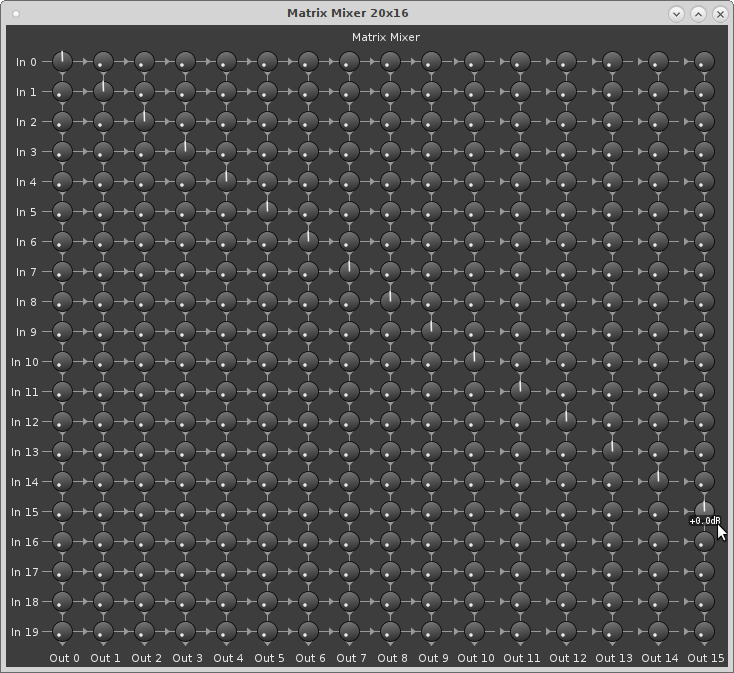 Matrix Mixer 20x16
Matrix Mixer
In 0
In 1
In 2
In 3
In 4
In 5
In 6
In 7
In 8
In 9
In 10
In 11
In 12
In 13
In 14
In 15
+0.0dB
In 16
In 17
In 18
In 19
Out 0 Out 1 Out 2 Out 3 Out 4 Out 5 Out 6 Out 7 Out 8 Out 9 Out 10 Out 11 Out 12 Out 13 Out 14 Out 15